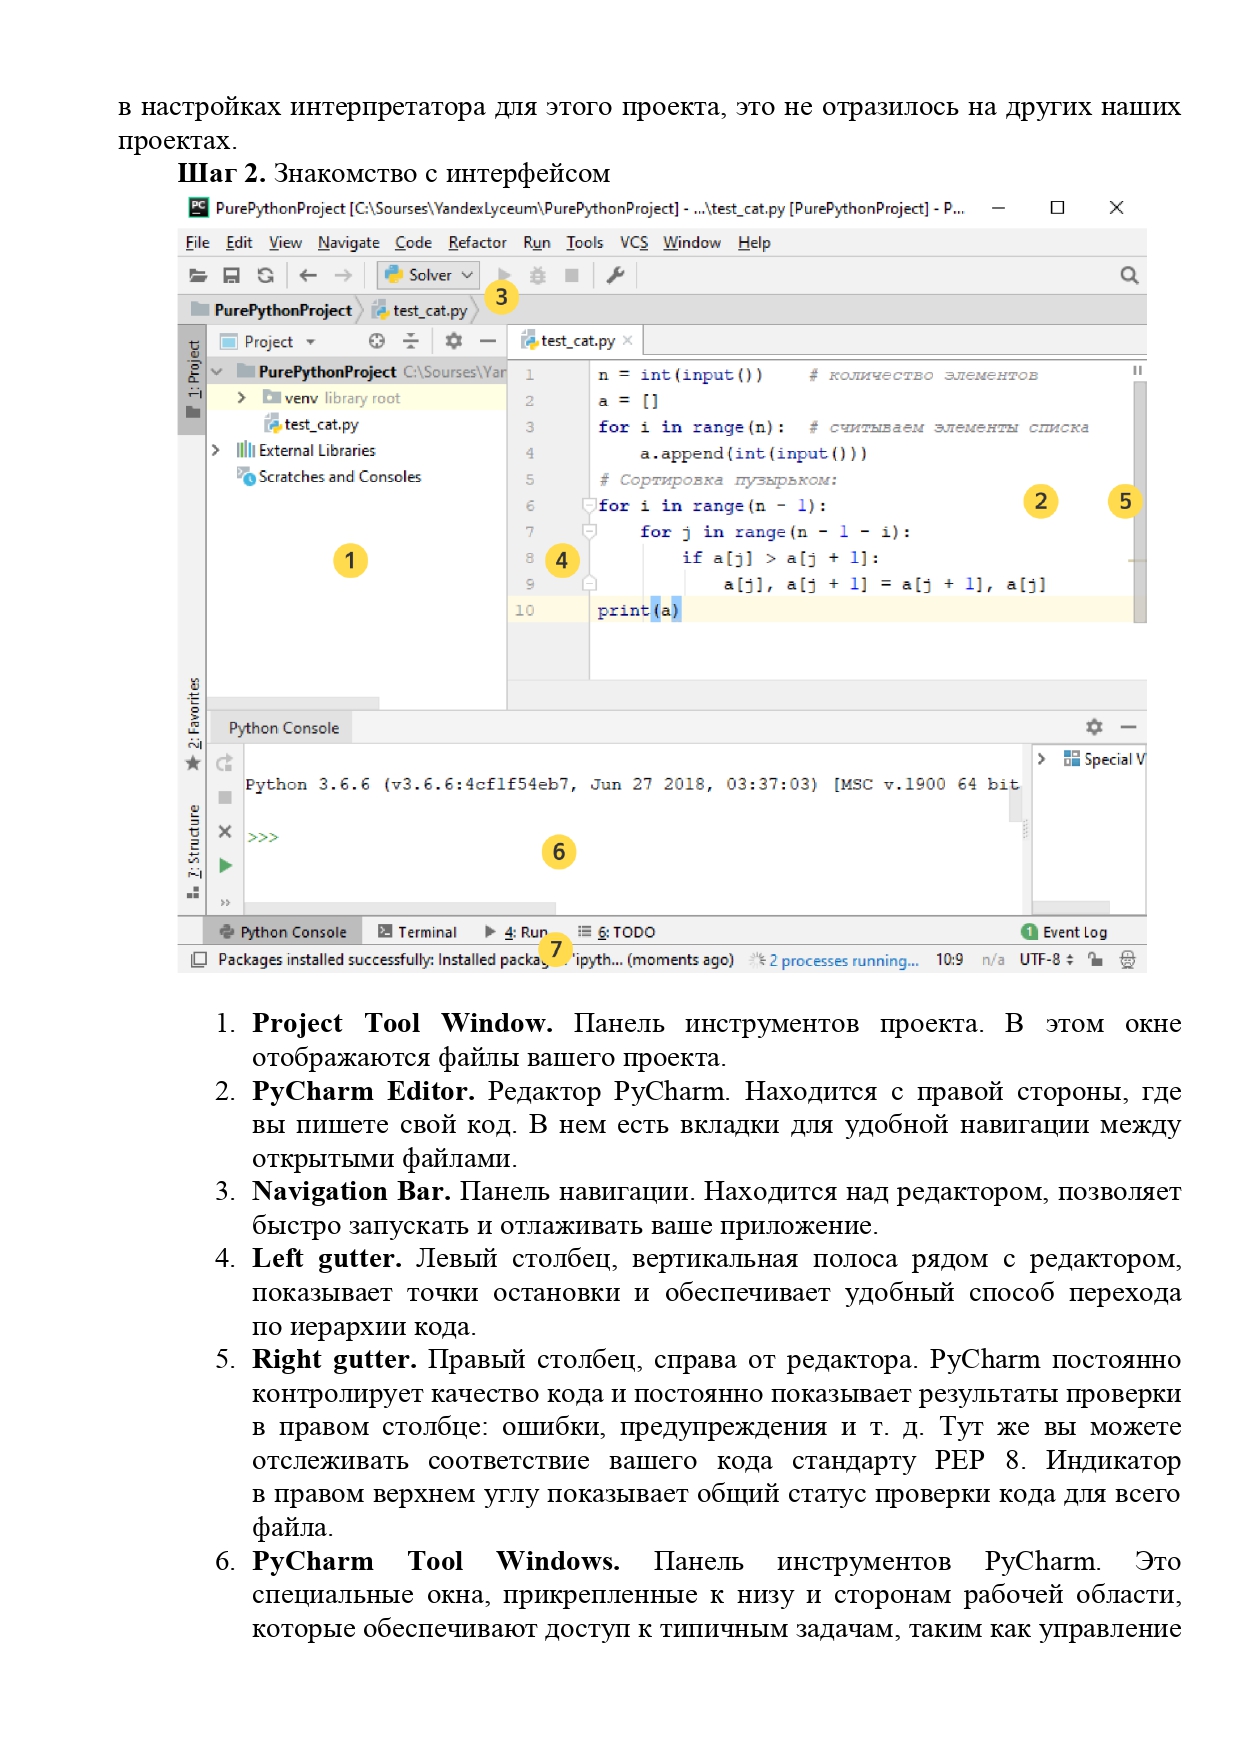 в настройках интерпретатора для этого проекта, это не отразилось на других наших
проектах.
Шаг 2. Знакомство с интерфейсом
PC PurePythonProject [C:\Sourses\YandexLyceum\PurePythonProject] - ...\test_cat.py [PurePythonProject] - P...
File Edit View Navigate Code Refactor Run Tools VCS Window Help
Solver
3
PurePythonProject test_cat.py
1: Project
Project
test_cat.py
PurePythonProject C:\Sourses\Yar
venv library root
test_cat.py
External Libraries
Scratches and Consoles
1
1 n = int(input()) # количество элементов
2 a = []
3 for i in range(n): # считываем элементы списка
4 a.append(int(input()))
5 # Сортировка пузырьком:
6 for i in range(n - 1):
7 for j in range(n - 1 - i):
8 if a[j] > a[j + 1]:
9 a[j], a[j + 1] = a[j + 1], a[j]
10 print(a)
2
5
4
2: Favorites
7: Structure
Python Console
Python 3.6.6 (v3.6.6:4cf1f54eb7, Jun 27 2018, 03:37:03) [MSC v.1900 64 bit
>>>
Special V
6
Python Console Terminal 4: Run 6: TODO 1 Event Log
7
Packages installed successfully: Installed packag 'ipyth... (moments ago) 2 processes running... 10:9 n/a UTF-8
1. Project Tool Window. Панель инструментов проекта. В этом окне
отображаются файлы вашего проекта.
2. PyCharm Editor. Редактор PyCharm. Находится с правой стороны, где
вы пишете свой код. В нем есть вкладки для удобной навигации между
открытыми файлами.
3. Navigation Bar. Панель навигации. Находится над редактором, позволяет
быстро запускать и отлаживать ваше приложение.
4. Left gutter. Левый столбец, вертикальная полоса рядом с редактором,
показывает точки остановки и обеспечивает удобный способ перехода
по иерархии кода.
5. Right gutter. Правый столбец, справа от редактора. PyCharm постоянно
контролирует качество кода и постоянно показывает результаты проверки
в правом столбце: ошибки, предупреждения и т. д. Тут же вы можете
отслеживать соответствие вашего кода стандарту PEP 8. Индикатор
в правом верхнем углу показывает общий статус проверки кода для всего
файла.
6. PyCharm Tool Windows. Панель инструментов PyCharm. Это
специальные окна, прикрепленные к низу и сторонам рабочей области,
которые обеспечивают доступ к типичным задачам, таким как управление